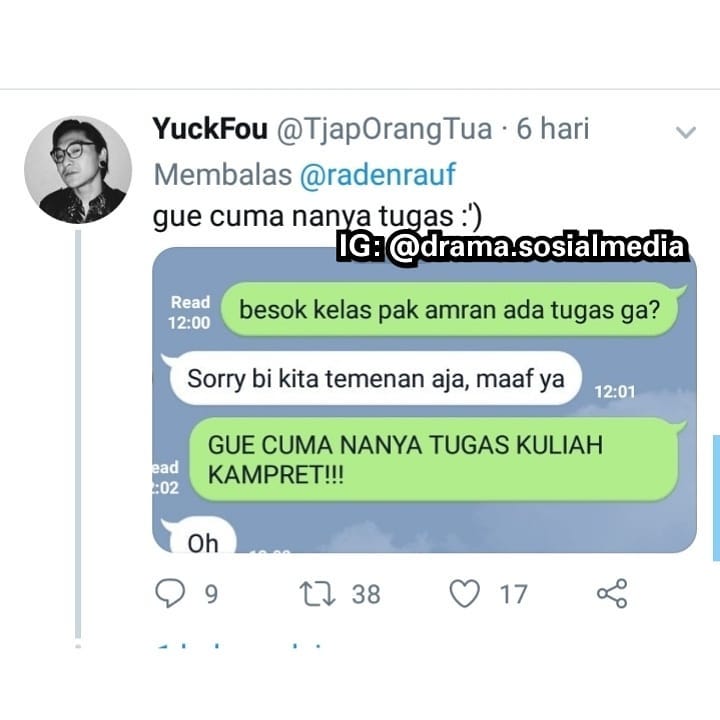 YuckFou @TjapOrangTua · 6 hari
Membalas @radenrauf
gue cuma nanya tugas :')
IG: @drama.sosialmedia
besok kelas pak amran ada tugas ga?
Read
12:00
Sorry bi kita temenan aja, maaf ya
12:01
GUE CUMA NANYA TUGAS KULIAH
KAMPRET!!!
ead
2:02
Oh
9 38 17